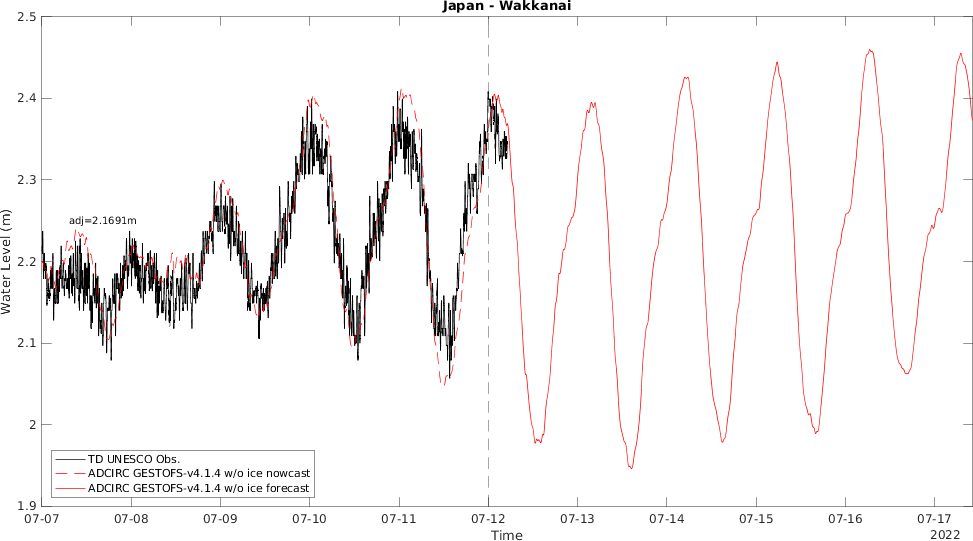 Japan - Wakkanai
2.5
2.4
2.3
2.2
2.1
2
1.9
Water Level (m)
adj=2.1691m
TD UNESCO Obs.
ADCIRC GESTOFS-v4.1.4 w/o ice nowcast
ADCIRC GESTOFS-v4.1.4 w/o ice forecast
07-07 07-08 07-09 07-10 07-11 07-12 07-13 07-14 07-15 07-16 07-17
Time
2022